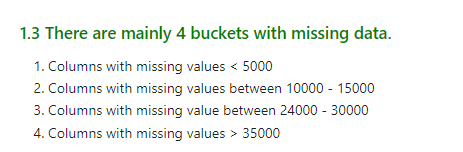 1.3 There are mainly 4 buckets with missing data.
1. Columns with missing values < 5000
2. Columns with missing values between 10000 - 15000
3. Columns with missing value between 24000 - 30000
4. Columns with missing values > 35000